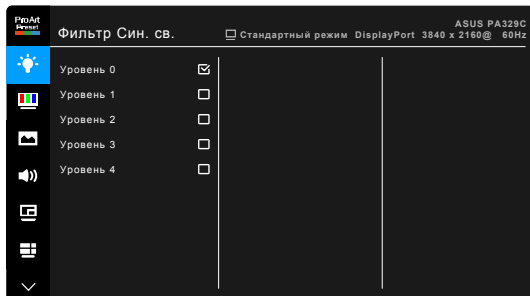 ProArt
Preset
Фильтр Син. св.
ASUS PA329C
Стандартный режим DisplayPort 3840 x 2160@ 60Hz
Уровень 0
Уровень 1
Уровень 2
Уровень 3
Уровень 4